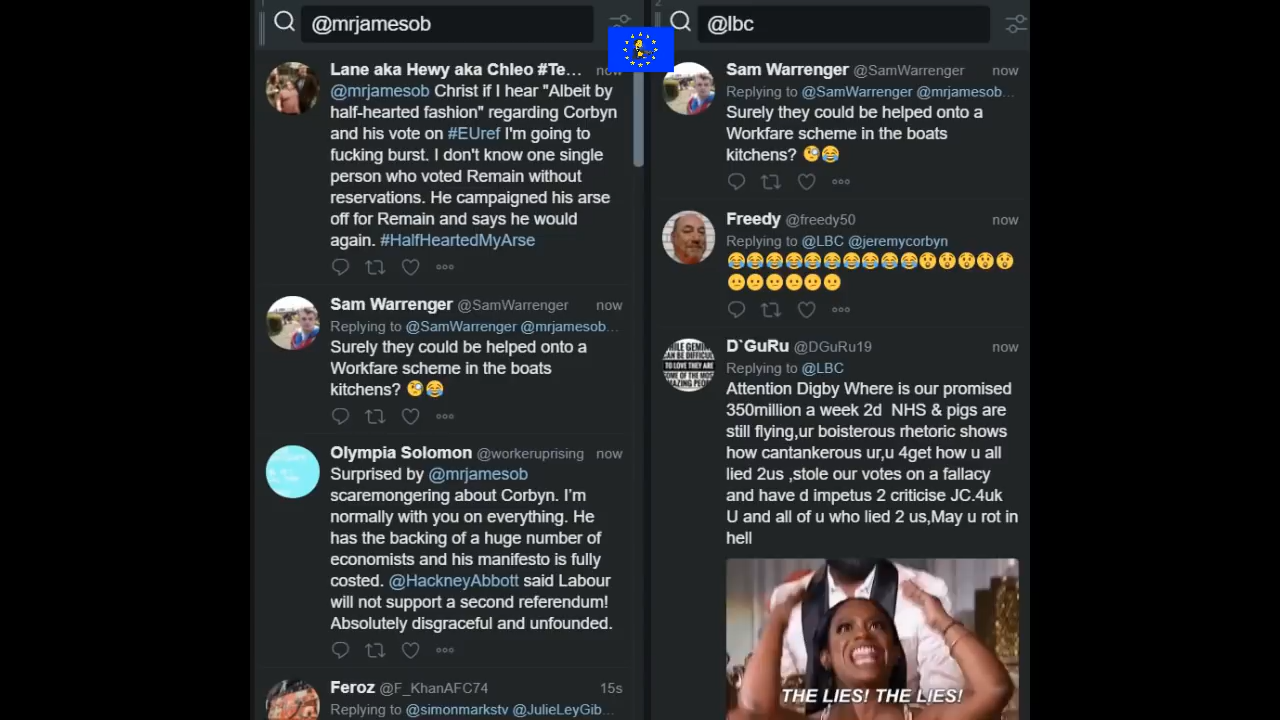 1
@mrjamesob
Lane aka Hewy aka Chleo #Te... now
@mrjamesob Christ if I hear "Albeit by
half-hearted fashion" regarding Corbyn
and his vote on #EUref I'm going to
fucking burst. I don't know one single
person who voted Remain without
reservations. He campaigned his arse
off for Remain and says he would
again. #HalfHeartedMyArse
Sam Warrenger @SamWarrenger now
Replying to @SamWarrenger @mrjamesob...
Surely they could be helped onto a
Workfare scheme in the boats
kitchens? 🧐😂
Olympia Solomon @workeruprising now
Surprised by @mrjamesob
scaremongering about Corbyn. I'm
normally with you on everything. He
has the backing of a huge number of
economists and his manifesto is fully
costed. @HackneyAbbott said Labour
will not support a second referendum!
Absolutely disgraceful and unfounded.
Feroz @F_KhanAFC74 15s
Replying to @simonmarkstv @JulieLeyGib...
2
@lbc
Sam Warrenger @SamWarrenger now
Replying to @SamWarrenger @mrjamesob...
Surely they could be helped onto a
Workfare scheme in the boats
kitchens? 🧐😂
Freedy @freedy50 now
Replying to @LBC @jeremycorbyn
😂😂😂😂😂😂😂😂😂😂😲😲😲😲😲
😐😐😐😐😐😐
D`GuRu @DGuRu19 now
Replying to @LBC
Attention Digby Where is our promised
350million a week 2d NHS & pigs are
still flying,ur boisterous rhetoric shows
how cantankerous ur,u 4get how u all
lied 2us ,stole our votes on a fallacy
and have d impetus 2 criticise JC.4uk
U and all of u who lied 2 us,May u rot in
hell
THE LIES! THE LIES!